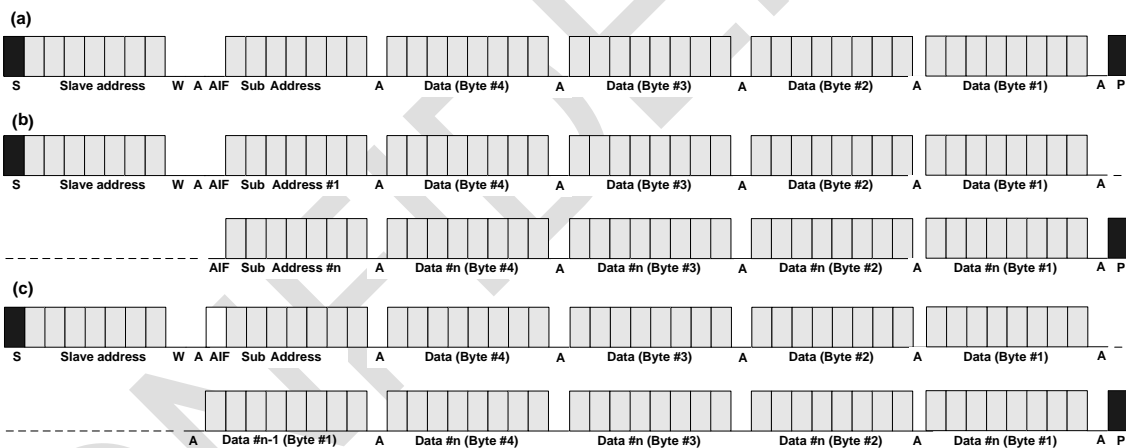 (a)
S Slave address W A AIF Sub Address A Data (Byte #4) A Data (Byte #3) A Data (Byte #2) A Data (Byte #1) A P
(b)
S Slave address W A AIF Sub Address #1 A Data (Byte #4) A Data (Byte #3) A Data (Byte #2) A Data (Byte #1) A
AIF Sub Address #n A Data #n (Byte #4) A Data #n (Byte #3) A Data #n (Byte #2) A Data #n (Byte #1) A P
(c)
S Slave address W A AIF Sub Address A Data (Byte #4) A Data (Byte #3) A Data (Byte #2) A Data (Byte #1) A
A Data #n-1 (Byte #1) A Data #n (Byte #4) A Data #n (Byte #3) A Data #n (Byte #2) A Data #n (Byte #1) A P